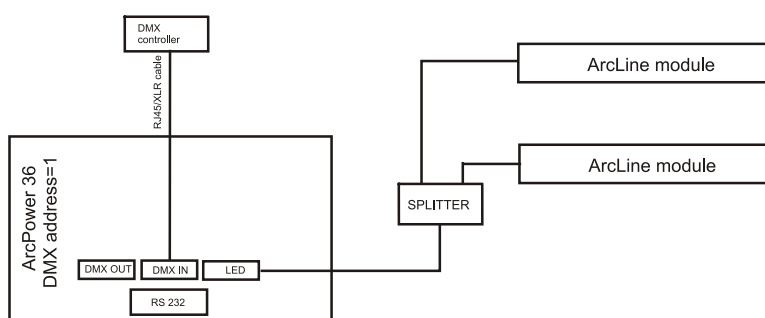 DMX
controller
RJ45/XLR cable
ArcLine module
ArcLine module
SPLITTER
ArcPower 36
DMX address=1
DMX OUT
DMX IN
LED
RS 232